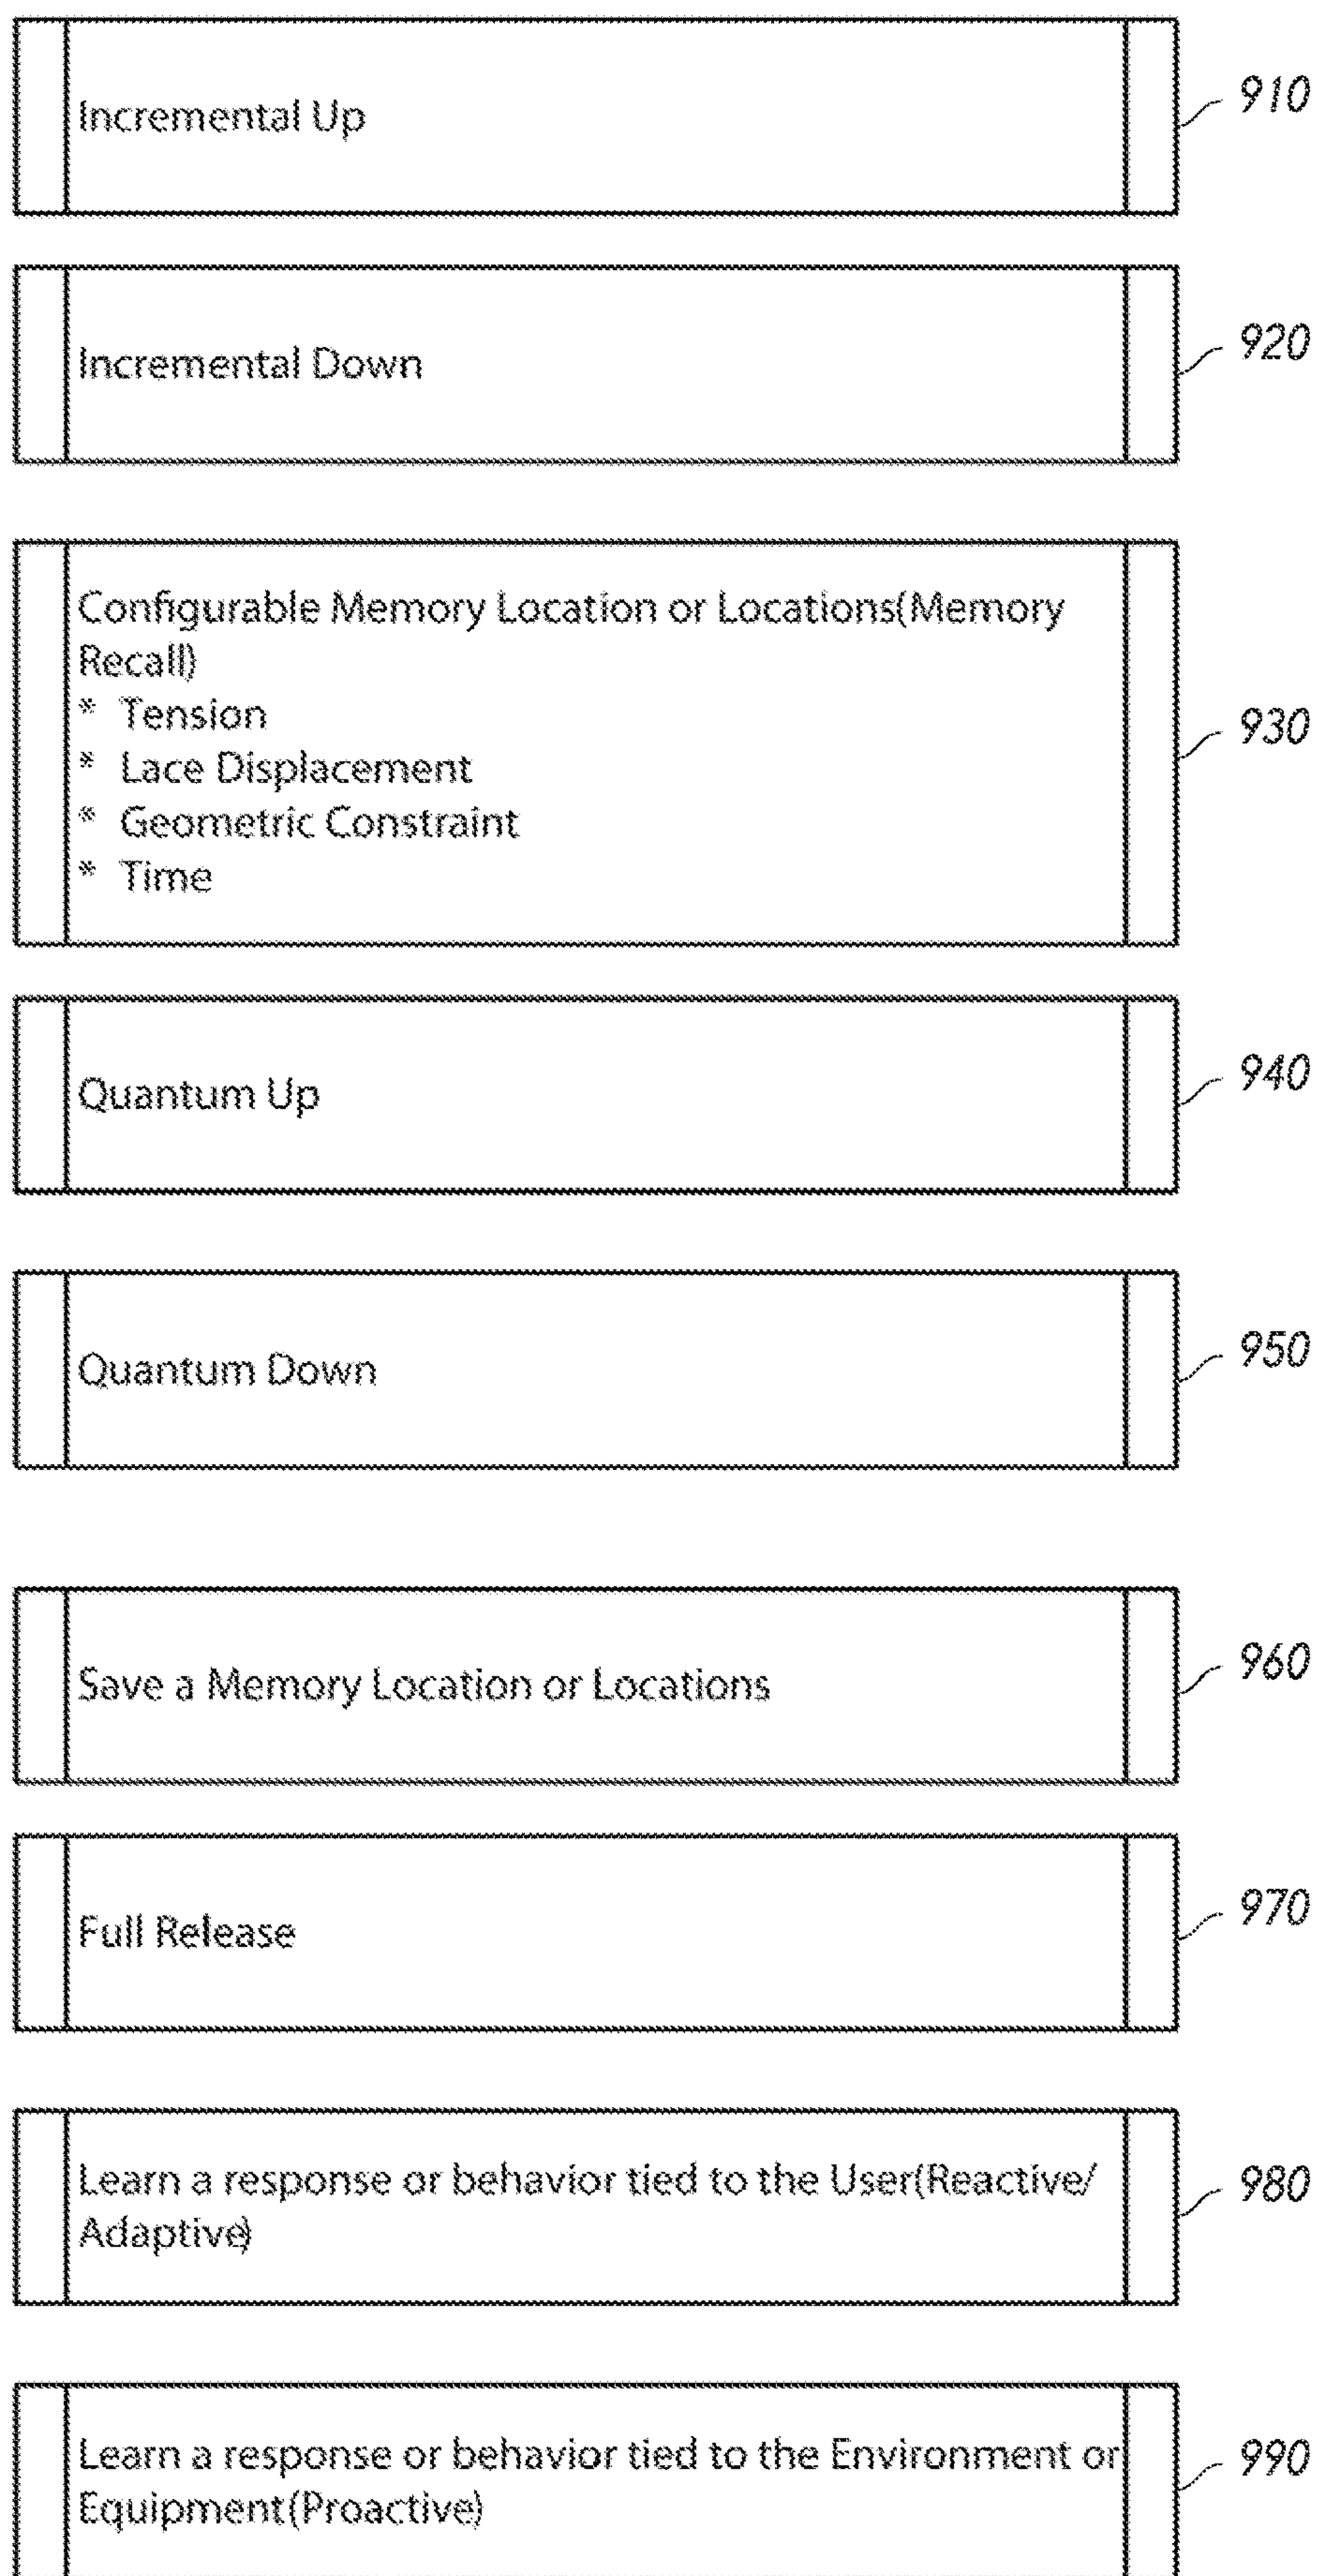 Incremental Up
910
Incremental Down
920
Configurable Memory Location or Locations(Memory
Recall)
* Tension
* Lace Displacement
* Geometric Constraint
* Time
930
Quantum Up
940
Quantum Down
950
Save a Memory Location or Locations
960
Full Release
970
Learn a response or behavior tied to the User(Reactive/
Adaptive)
980
Learn a response or behavior tied to the Environment or
Equipment(Proactive)
990